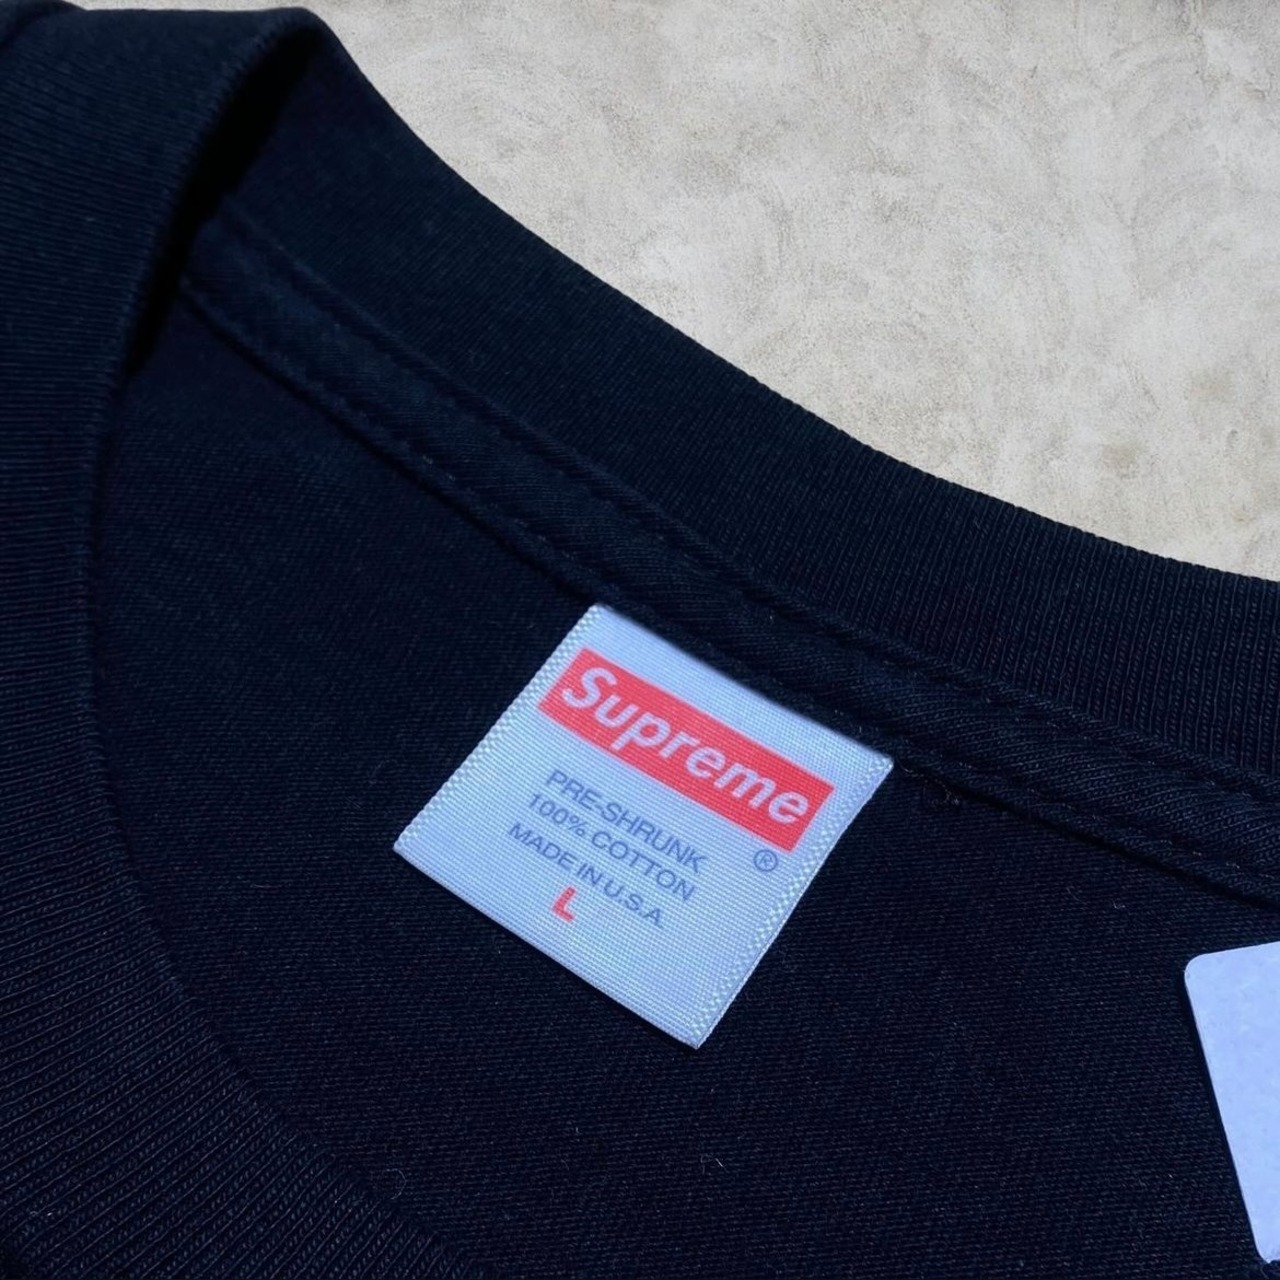 Supreme
®
PRE-SHRUNK
100% COTTON
MADE IN U.S.A.
L